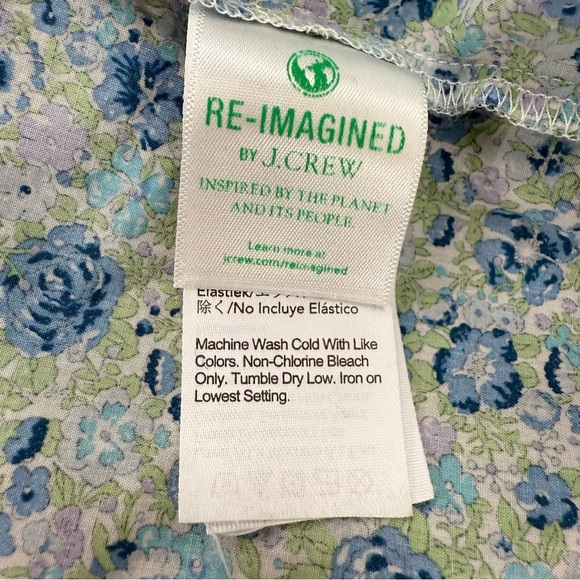 RE-IMAGINED
BY J.CREW
INSPIRED BY THE PLANET
AND ITS PEOPLE.
Learn more at
jcrew.com/reimagined
除く/No Incluye Elástico
Machine Wash Cold With Like
Colors. Non-Chlorine Bleach
Only. Tumble Dry Low. Iron on
Lowest Setting.